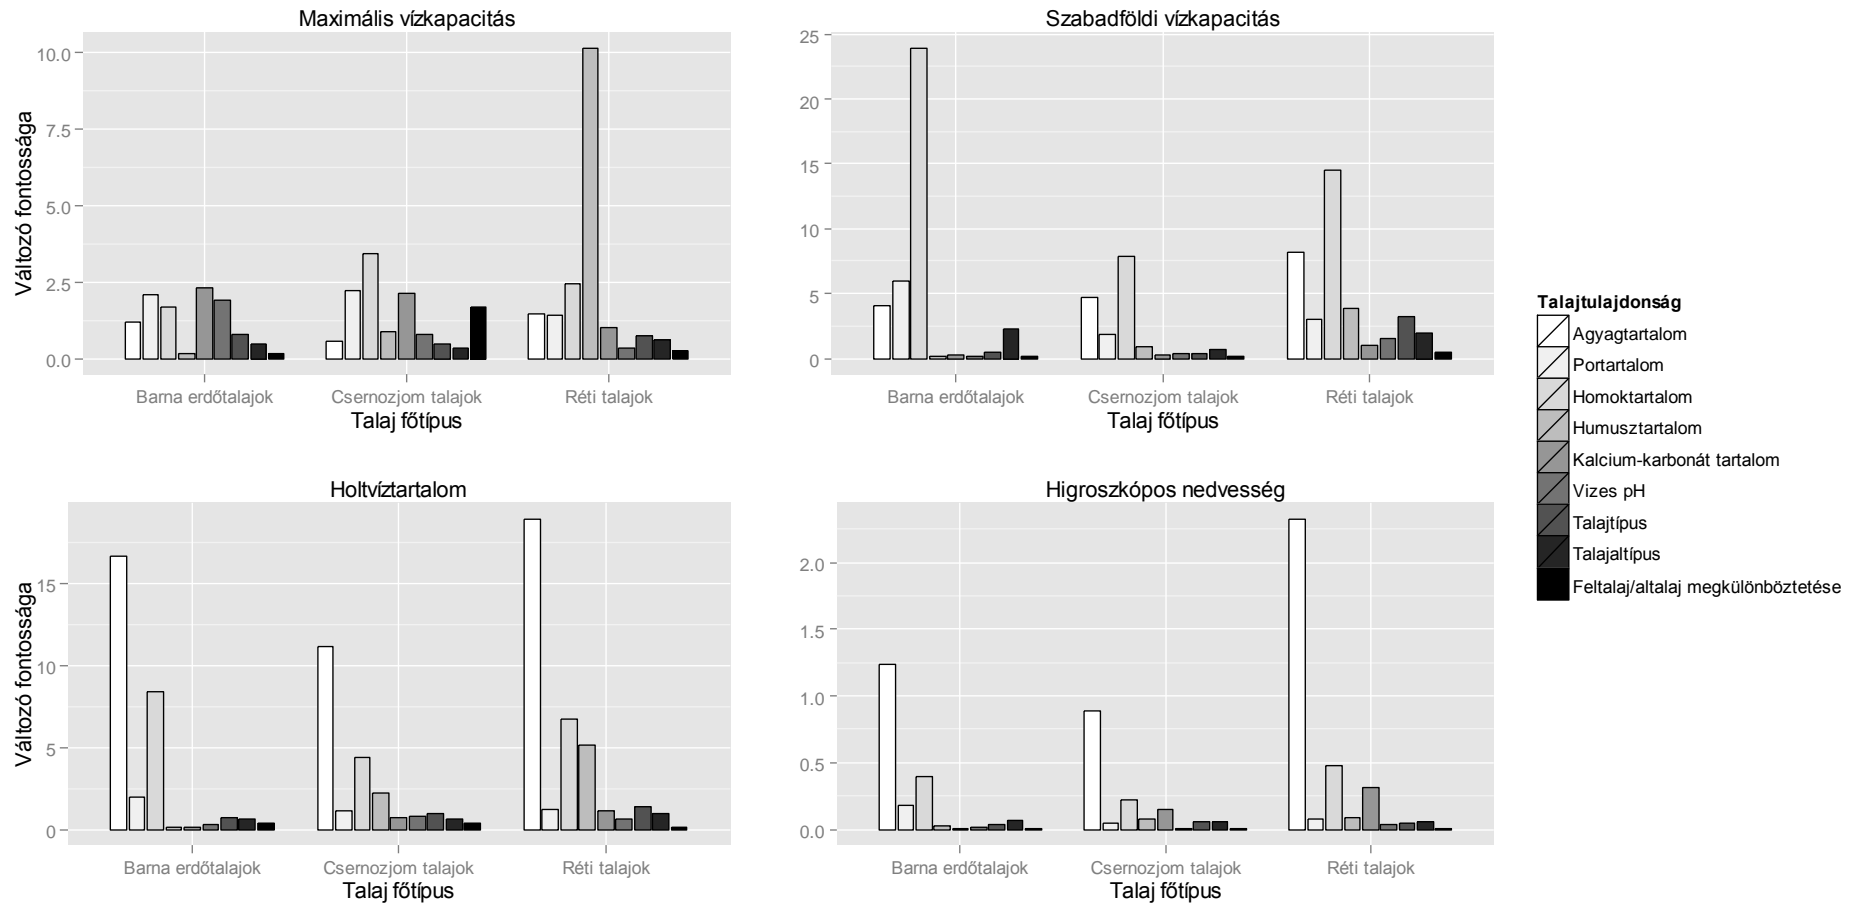 Maximális vízkapacitás
Változó fontossága
10.0
7.5
5.0
2.5
0.0
Barna erdőtalajok
Csernozjom talajok
Réti talajok
Talaj főtípus
Szabadföldi vízkapacitás
25
20
15
10
5
0
Barna erdőtalajok
Csernozjom talajok
Réti talajok
Talaj főtípus
Holtvíztartalom
Változó fontossága
15
10
5
0
Barna erdőtalajok
Csernozjom talajok
Réti talajok
Talaj főtípus
Higroszkópos nedvesség
2.0
1.5
1.0
0.5
0.0
Barna erdőtalajok
Csernozjom talajok
Réti talajok
Talaj főtípus
Talajtulajdonság
Agyagtartalom
Portartalom
Homoktartalom
Humusztartalom
Kalcium-karbonát tartalom
Vizes pH
Talajtípus
Talajaltípus
Feltalaj/altalaj megkülönböztetése